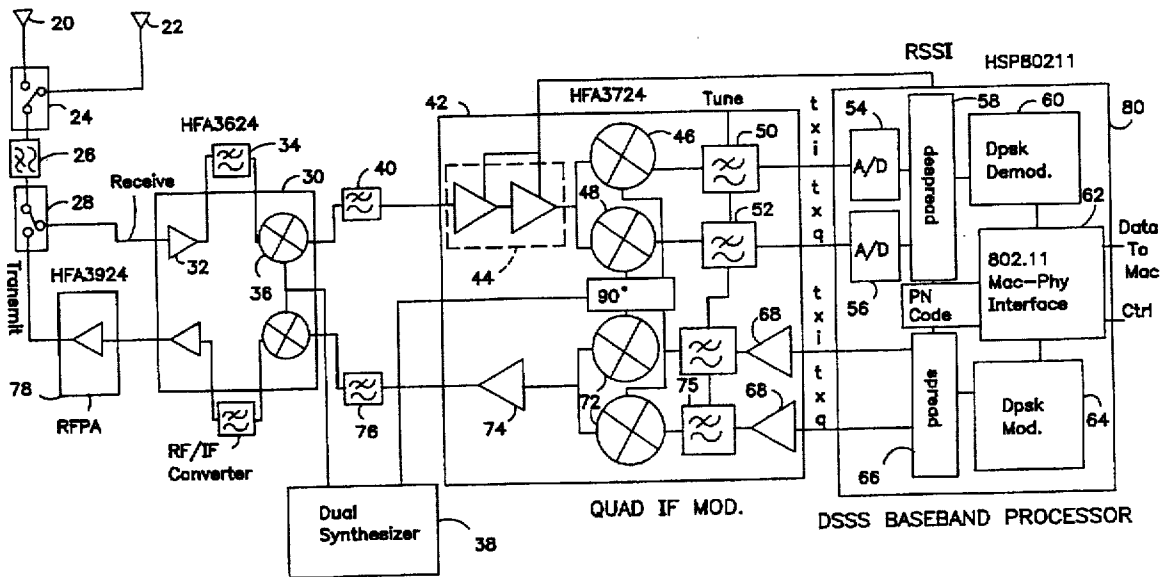 20
22
RSSI
HSP80211
24
42
HFA3724
Tune
t
x
i
54
58
60
80
HFA3624
46
50
26
34
A/D
despread
Dpsk
Demod.
Receive
30
40
t
x
q
28
48
52
62
Data
To
Mac
32
A/D
802.11
Mac-Phy
Interface
Transmit
HFA3924
36
44
90°
56
PN
Code
Ctrl
t
x
i
68
72
75
68
t
x
q
spread
Dpsk
Mod.
64
78
RFPA
76
74
72
66
RF/IF
Converter
Dual
Synthesizer
38
QUAD IF MOD.
DSSS BASEBAND PROCESSOR